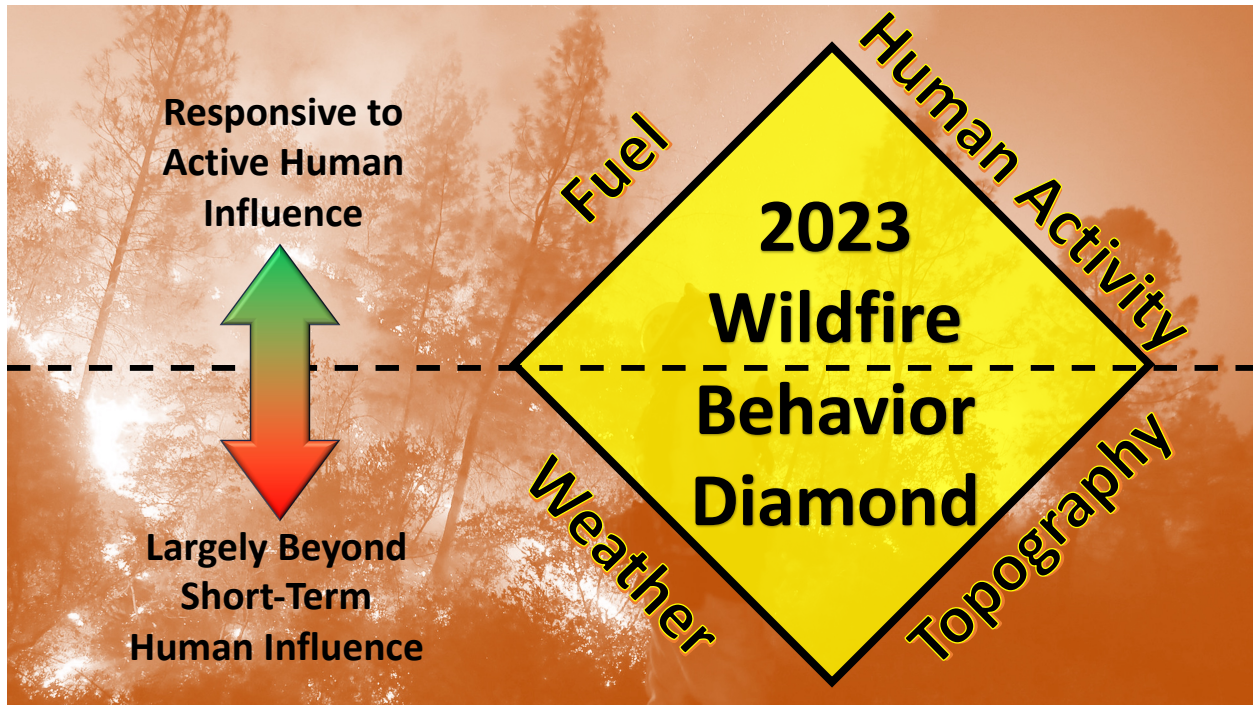 Responsive to
Active Human
Influence
Largely Beyond
Short-Term
Human Influence
Fuel
Human Activity
2023
Wildfire
Behavior
Diamond
Weather
Topography